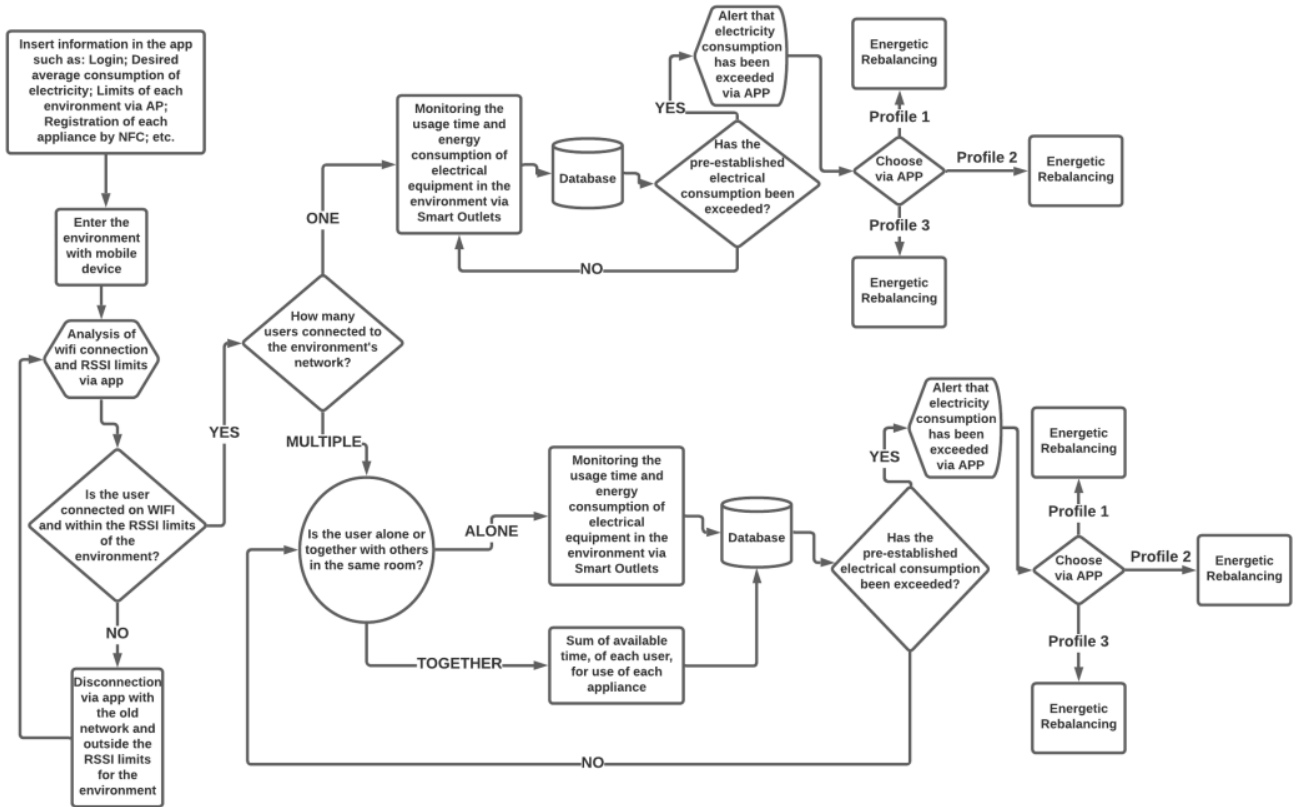 Insert information in the app
such as: Login; Desired
average consumption of
electricity; Limits of each
environment via AP;
Registration of each
appliance by NFC; etc.
Enter the
environment
with mobile
device
Analysis of
wifi connection
and RSSI limits
via app
Is the user
connected on WIFI
and within the RSSI limits
of the
environment?
YES
NO
Disconnection
via app with
the old
network and
outside the
RSSI limits
for the
environment
How many
users connected to
the environment's
network?
ONE
Monitoring the
usage time and
energy
consumption of
electrical
equipment in the
environment via
Smart Outlets
Database
Has the
pre-established
electrical
consumption been
exceeded?
YES
NO
Alert that
electricity
consumption
has been
exceeded
via APP
Choose
via APP
Profile 1
Energetic
Rebalancing
Profile 2
Energetic
Rebalancing
Profile 3
Energetic
Rebalancing
MULTIPLE
Is the user alone or
together with others
in the same room?
ALONE
Monitoring the
usage time and
energy
consumption of
electrical
equipment in the
environment via
Smart Outlets
TOGETHER
Sum of available
time, of each user,
for use of each
appliance
Database
Has the
pre-established
electrical consumption
been exceeded?
YES
NO
Alert that
electricity
consumption
has been
exceeded
via APP
Choose
via APP
Profile 1
Energetic
Rebalancing
Profile 2
Energetic
Rebalancing
Profile 3
Energetic
Rebalancing